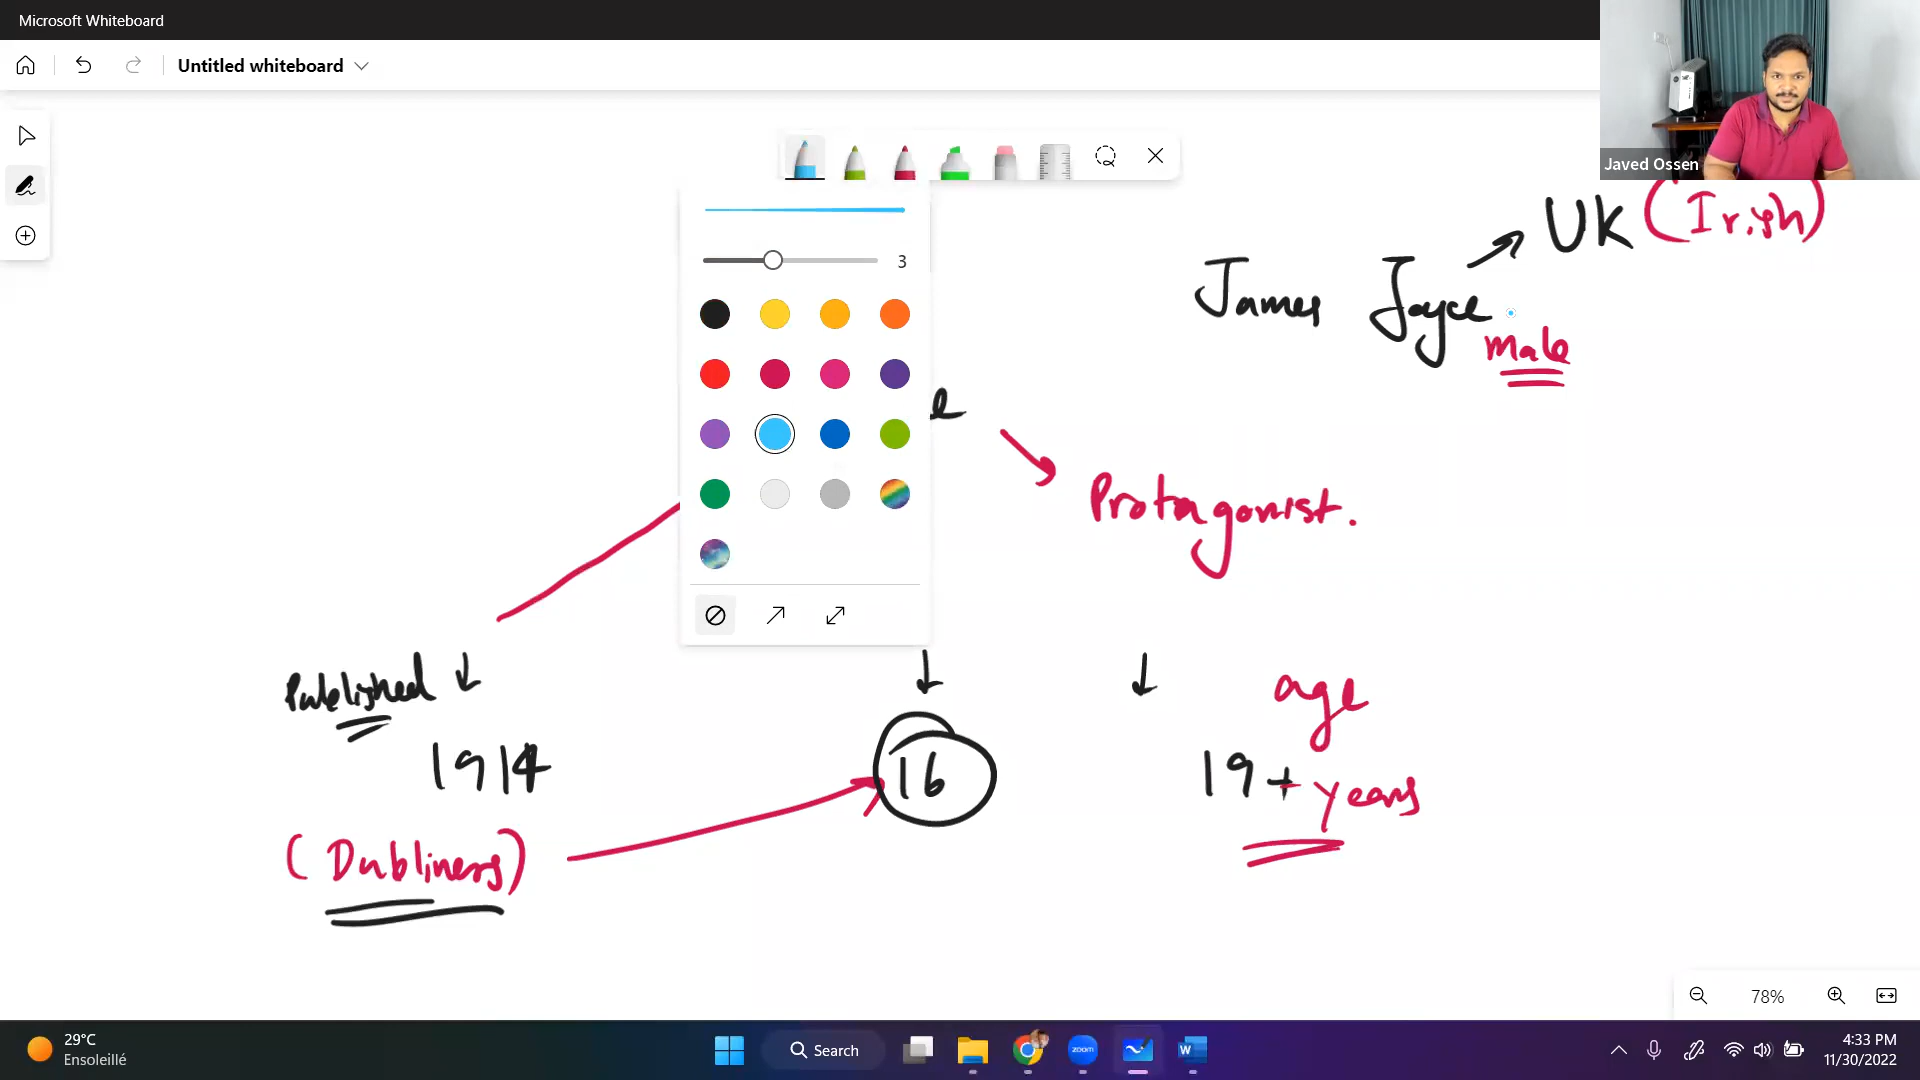 Microsoft Whiteboard
Untitled whiteboard
Javed Ossen
UK (Irish)
James Joyce
male
3
Protagonist.
Published
age
1914
16
19+ years
(Dubliners)
78%
29°C
Ensoleillé
Search
zoom
W
4:33 PM
11/30/2022